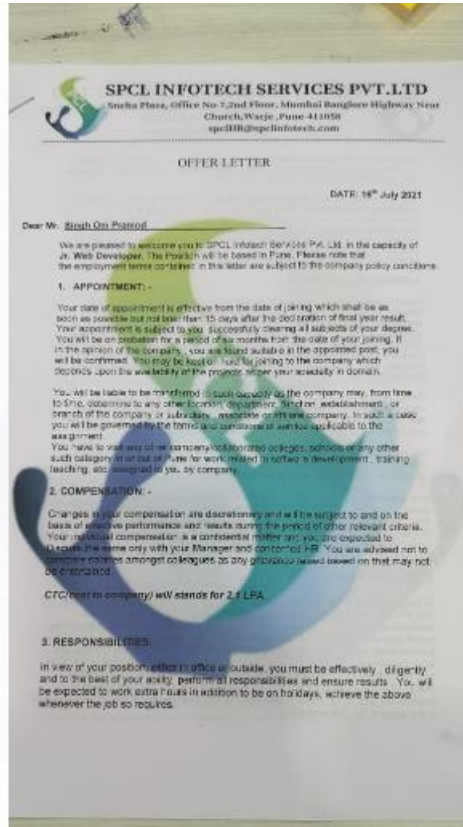 SPCL
SPCL INFOTECH SERVICES PVT.LTD
Sneha Plaza, Office No-7,2nd Floor, Mumbai Banglore Highway Near
Church,Warje ,Pune-411058
spclHR@spclinfotech.com
OFFER LETTER
DATE: 16th July 2021
Dear Mr. Singh Om Pramod
We are pleased to welcome you to SPCL Infotech Services Pvt. Ltd. in the capacity of
Jr. Web Developer. The Position will be based in Pune. Please note that
the employment terms contained in this letter are subject to the company policy conditions.
1. APPOINTMENT: -
Your date of appointment is effective from the date of joining which shall be as
soon as possible but not later than 15 days after the declaration of final year result.
Your appointment is subject to you successfully clearing all subjects of your degree.
You will be on probation for a period of six months from the date of your joining. If
in the opinion of the company , you are found suitable in the appointed post, you
will be confirmed. You may be kept on hold for joining to the company which
depends upon the availability of the projects as per your specialty in domain.
You will be liable to be transferred in such capacity as the company may, from time
to time, determine to any other location, department, function, establishment, or
branch of the company or subsidiary, associate or affiliate company. In such a case
you will be governed by the terms and conditions of service applicable to the
assignment.
You have to visit any other company/collaborated colleges, schools or any other
such category in or out of Pune for work related to software development , training
teaching, etc. assigned to you by company.
2. COMPENSATION: -
Changes in your compensation are discretionary and will be subject to and on the
basis of effective performance and results during the period of other relevant criteria.
Your individual compensation is a confidential matter and you are expected to
Discuss the same only with your Manager and concerned HR. You are advised not to
compare salaries amongst colleagues as any grievance raised based on that may not
be entertained.
CTC(cost to company) will stands for 2.1 LPA.
3. RESPONSIBILITIES:
In view of your position, either in office or outside, you must be effectively , diligently
and to the best of your ability, perform all responsibilities and ensure results . You will
be expected to work extra hours in addition to be on holidays, achieve the above
whenever the job so requires.